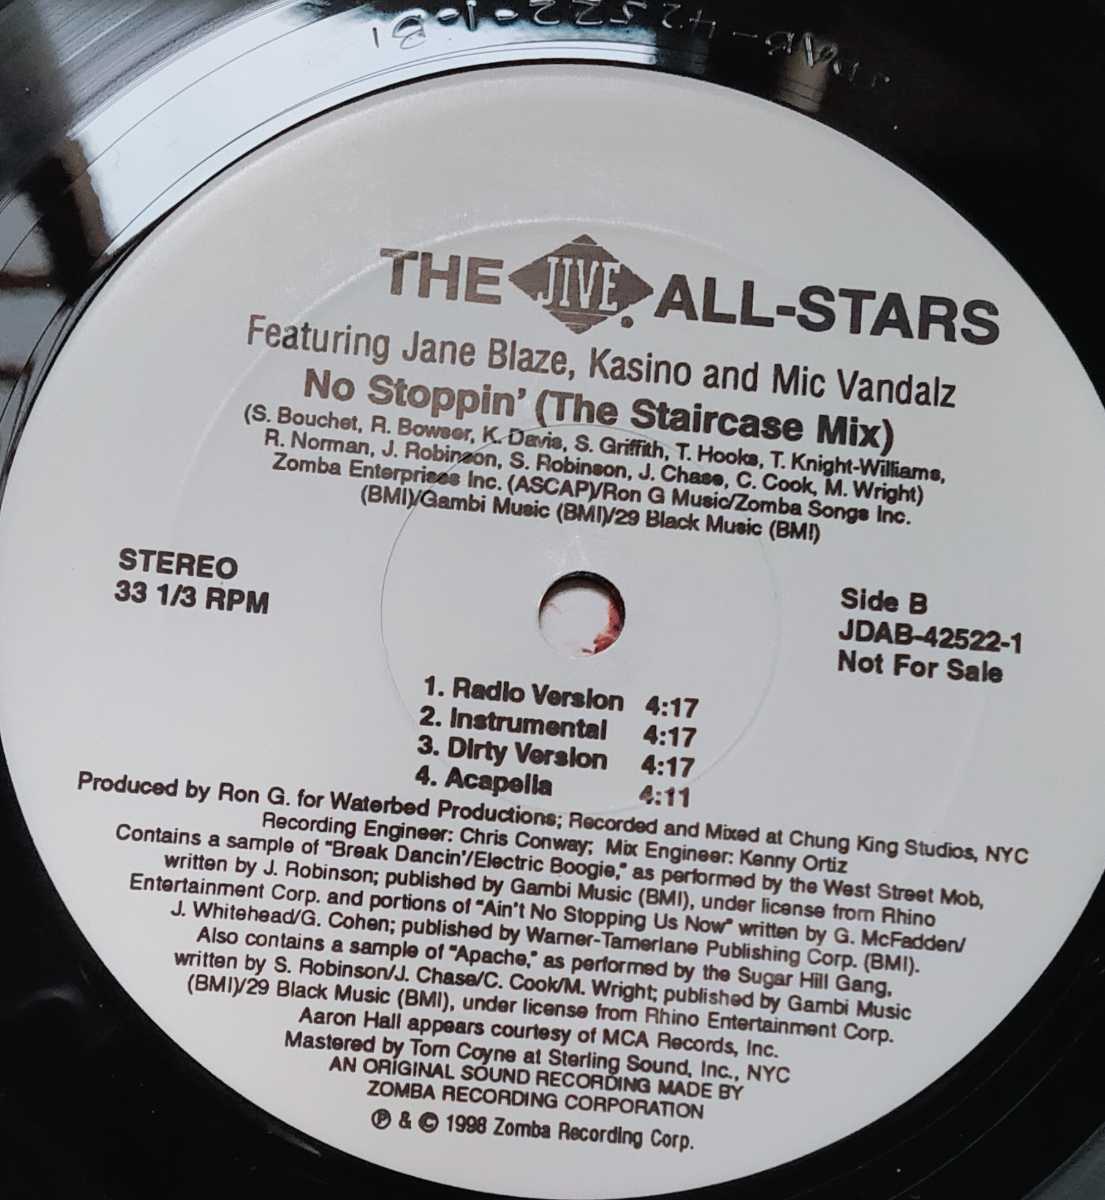 JDAB-42522-1-B1
THE JIVE. ALL-STARS
Featuring Jane Blaze, Kasino and Mic Vandalz
No Stoppin' (The Staircase Mix)
(S. Bouchet, R. Bowser, K. Davis, S. Griffith, T. Hooks, T. Knight-Williams,
R. Norman, J. Robinson, S. Robinson, J. Chase, C. Cook, M. Wright)
Zomba Enterprises Inc. (ASCAP)/Ron G Music/Zomba Songs Inc.
(BMI)/Gambi Music (BMI)/29 Black Music (BMI)
STEREO
33 1/3 RPM
Side B
JDAB-42522-1
Not For Sale
1. Radio Version 4:17
2. Instrumental 4:17
3. Dirty Version 4:17
4. Acapella 4:11
Produced by Ron G. for Waterbed Productions; Recorded and Mixed at Chung King Studios, NYC
Recording Engineer: Chris Conway; Mix Engineer: Kenny Ortiz
Contains a sample of "Break Dancin'/Electric Boogie," as performed by the West Street Mob,
written by J. Robinson; published by Gambi Music (BMI), under license from Rhino
Entertainment Corp. and portions of "Ain't No Stopping Us Now" written by G. McFadden/
J. Whitehead/G. Cohen; published by Warner-Tamerlane Publishing Corp. (BMI).
Also contains a sample of "Apache," as performed by the Sugar Hill Gang,
written by S. Robinson/J. Chase/C. Cook/M. Wright; published by Gambi Music
(BMI)/29 Black Music (BMI), under license from Rhino Entertainment Corp.
Aaron Hall appears courtesy of MCA Records, Inc.
Mastered by Tom Coyne at Sterling Sound, Inc., NYC
AN ORIGINAL SOUND RECORDING MADE BY
ZOMBA RECORDING CORPORATION
℗ & © 1998 Zomba Recording Corp.